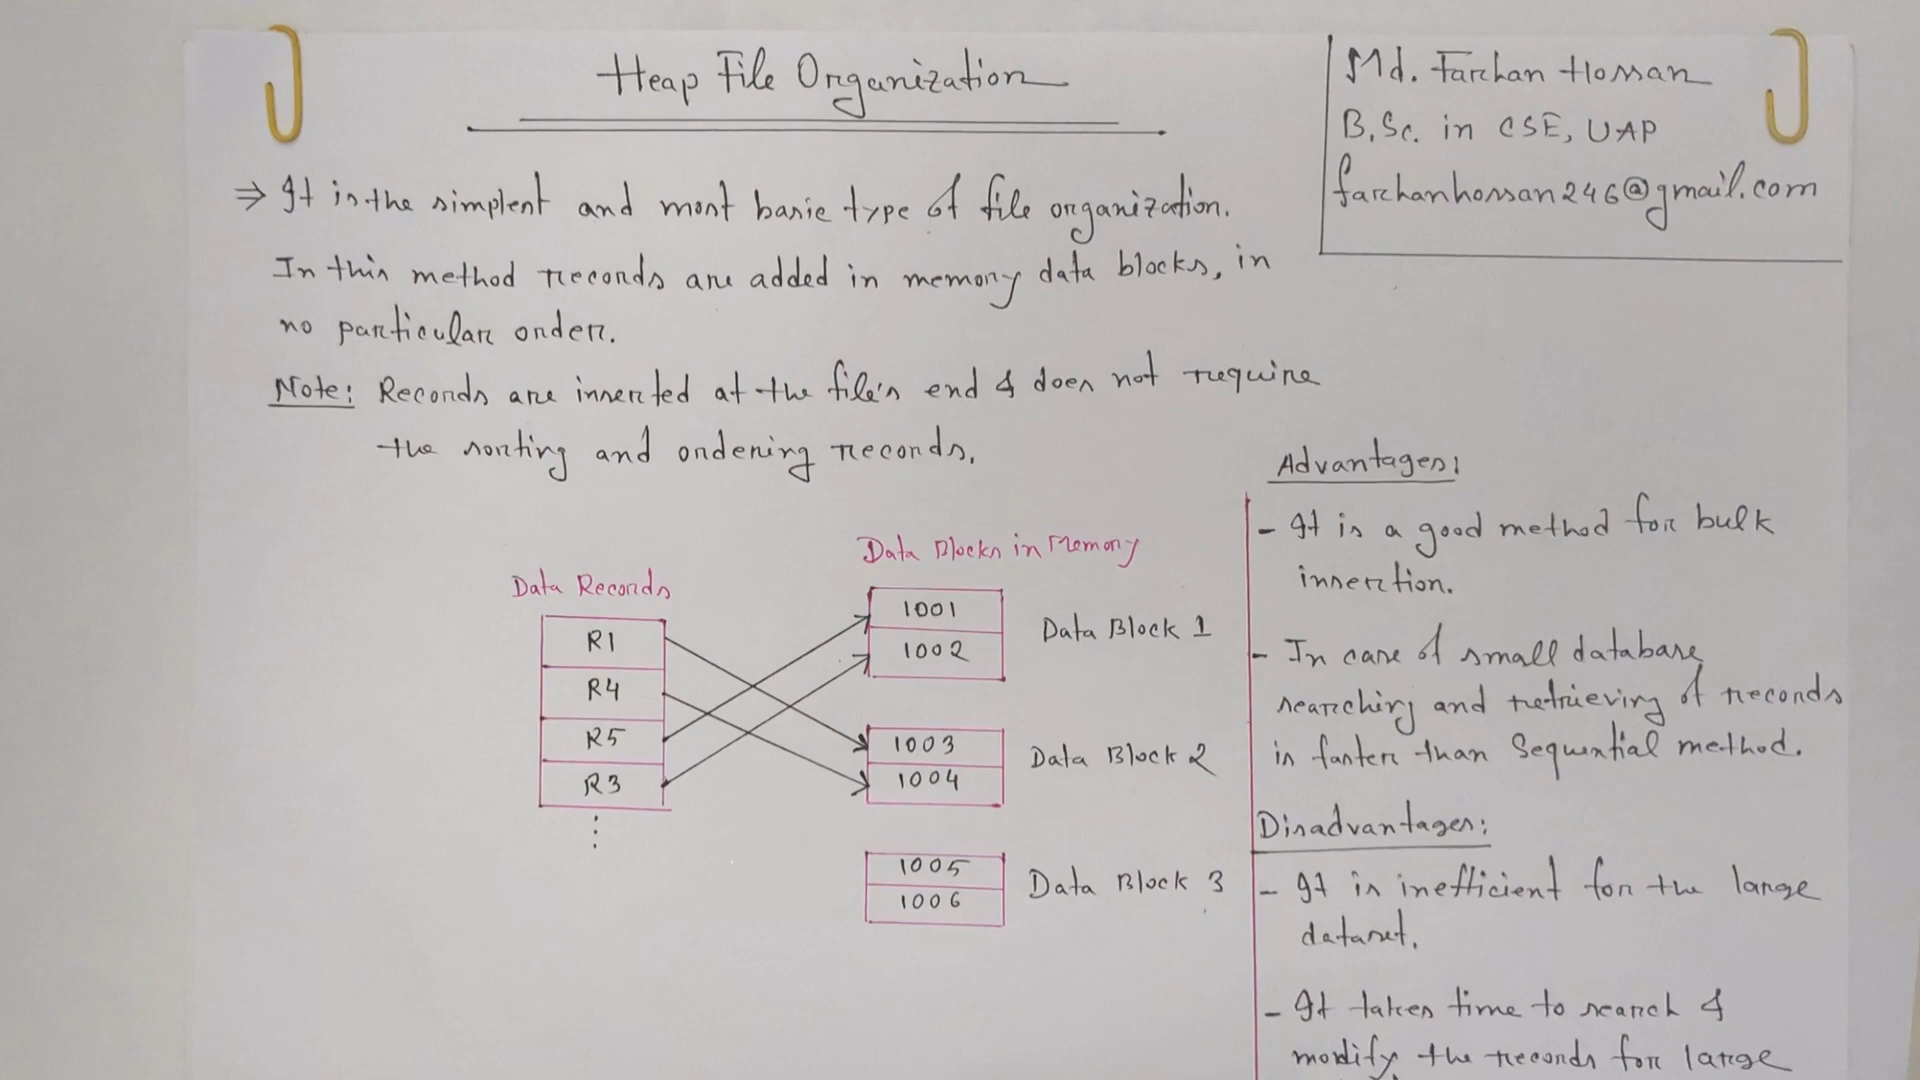 Heap File Organization
Md. Farhan Hossan
B.Sc. in CSE, UAP
farhanhossan246@gmail.com
⇒ It is the simplest and most basic type of file organization.
In this method records are added in memory data blocks, in
no particular order.
Note: Records are inserted at the file's end & does not require
the sorting and ordering records.
Data Records
R1
R4
R5
R3
Data Blocks in Memory
1001
1002
Data Block 1
1003
1004
Data Block 2
1005
1006
Data Block 3
Advantages:
- It is a good method for bulk
insertion.
- In case of small database
searching and retrieving of records
is faster than Sequential method.
Disadvantages:
- It is inefficient for the large
dataset.
- It takes time to search &
modify the records for large